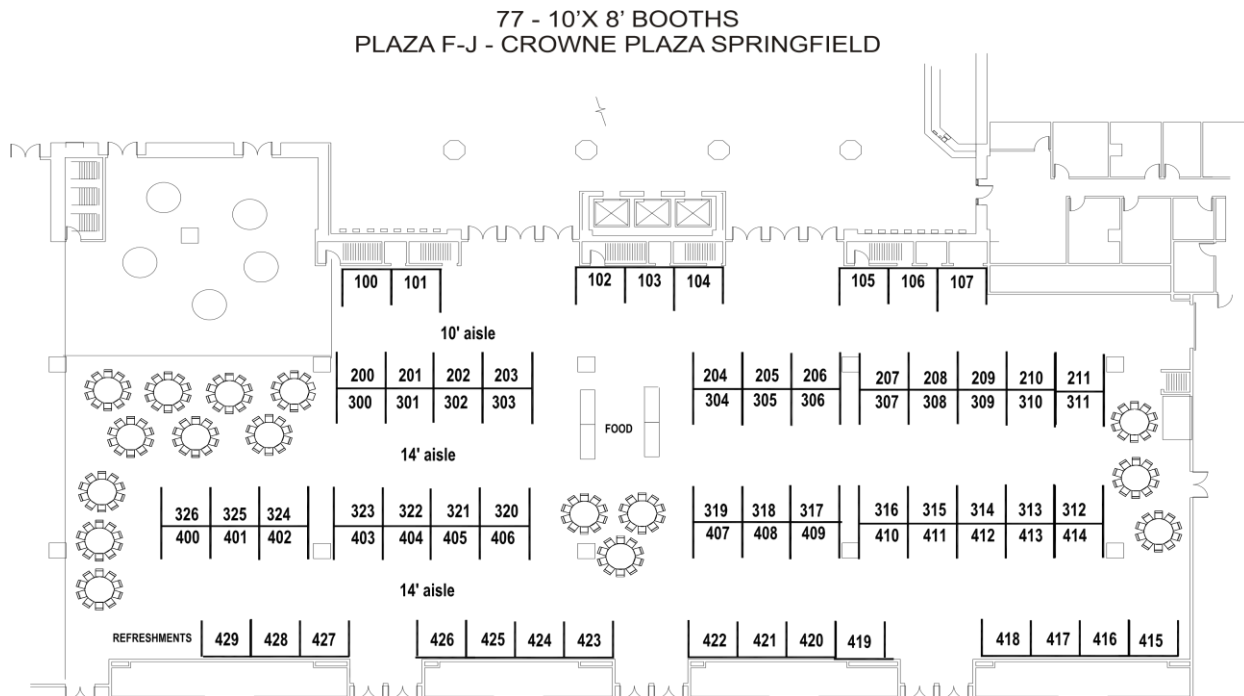 77 - 10'X 8' BOOTHS
PLAZA F-J - CROWNE PLAZA SPRINGFIELD
100 101 102 103 104 105 106 107
10' aisle
200 201 202 203 204 205 206 207 208 209 210 211
300 301 302 303 304 305 306 307 308 309 310 311
FOOD
14' aisle
326 325 324 323 322 321 320 319 318 317 316 315 314 313 312
400 401 402 403 404 405 406 407 408 409 410 411 412 413 414
14' aisle
REFRESHMENTS 429 428 427 426 425 424 423 422 421 420 419 418 417 416 415